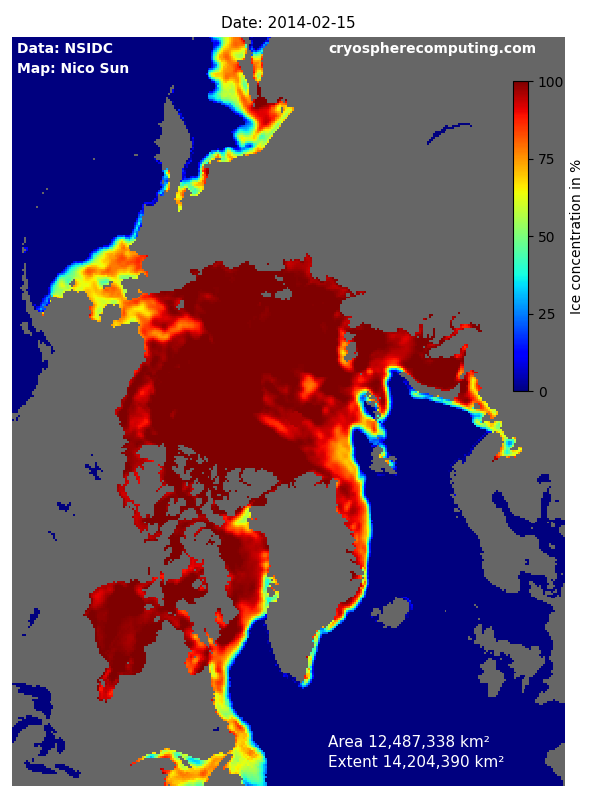 Date: 2014-02-15
Data: NSIDC
Map: Nico Sun
cryospherecomputing.com
100
75
50
25
0
Ice concentration in %
Area 12,487,338 km²
Extent 14,204,390 km²